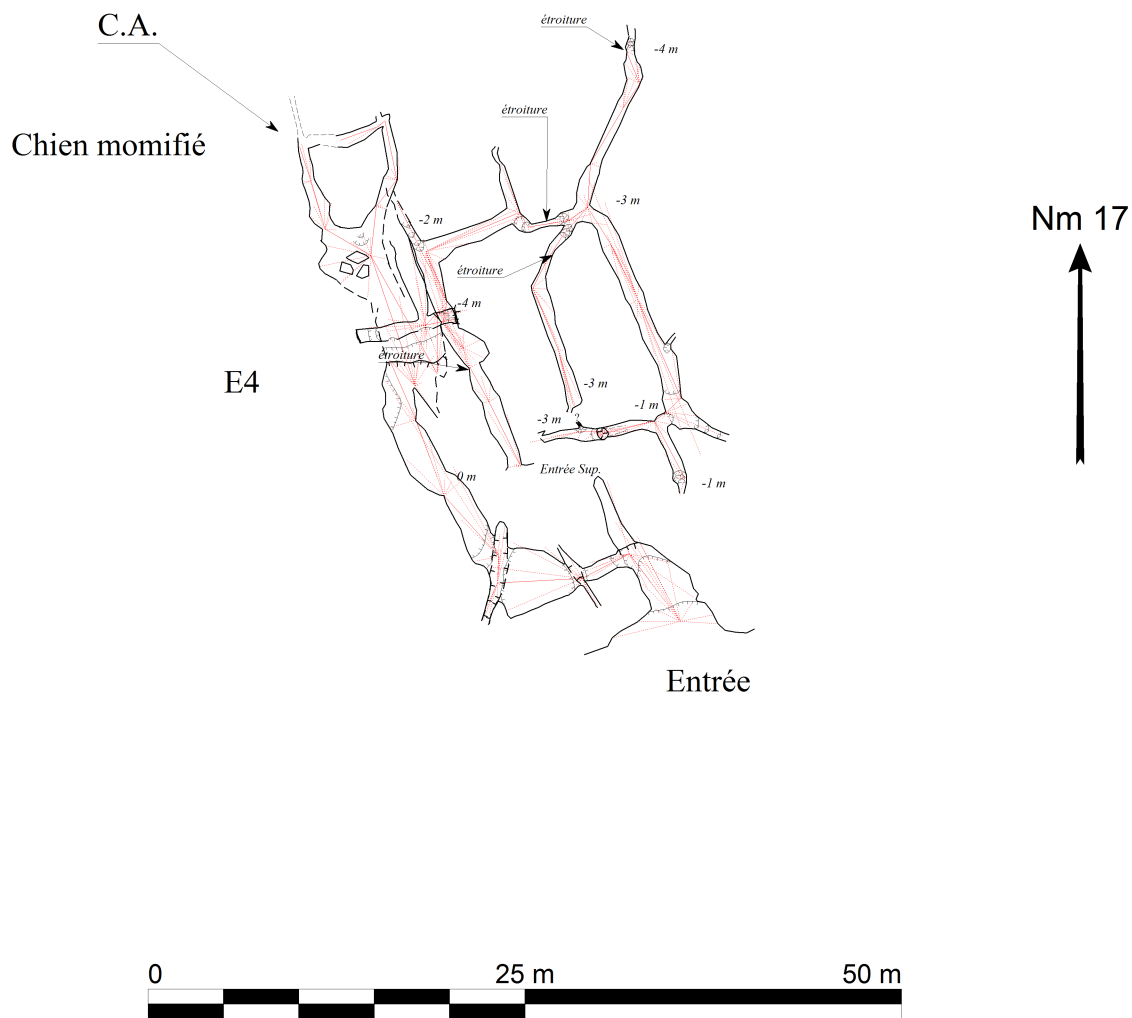 C.A.
étroiture
-4 m
étroiture
Chien momifié
-3 m
-2 m
Nm 17
étroiture
-4 m
étroiture
E4
-3 m
-1 m
-3 m
?
Entrée Sup.
0 m
-1 m
Entrée
0
25 m
50 m